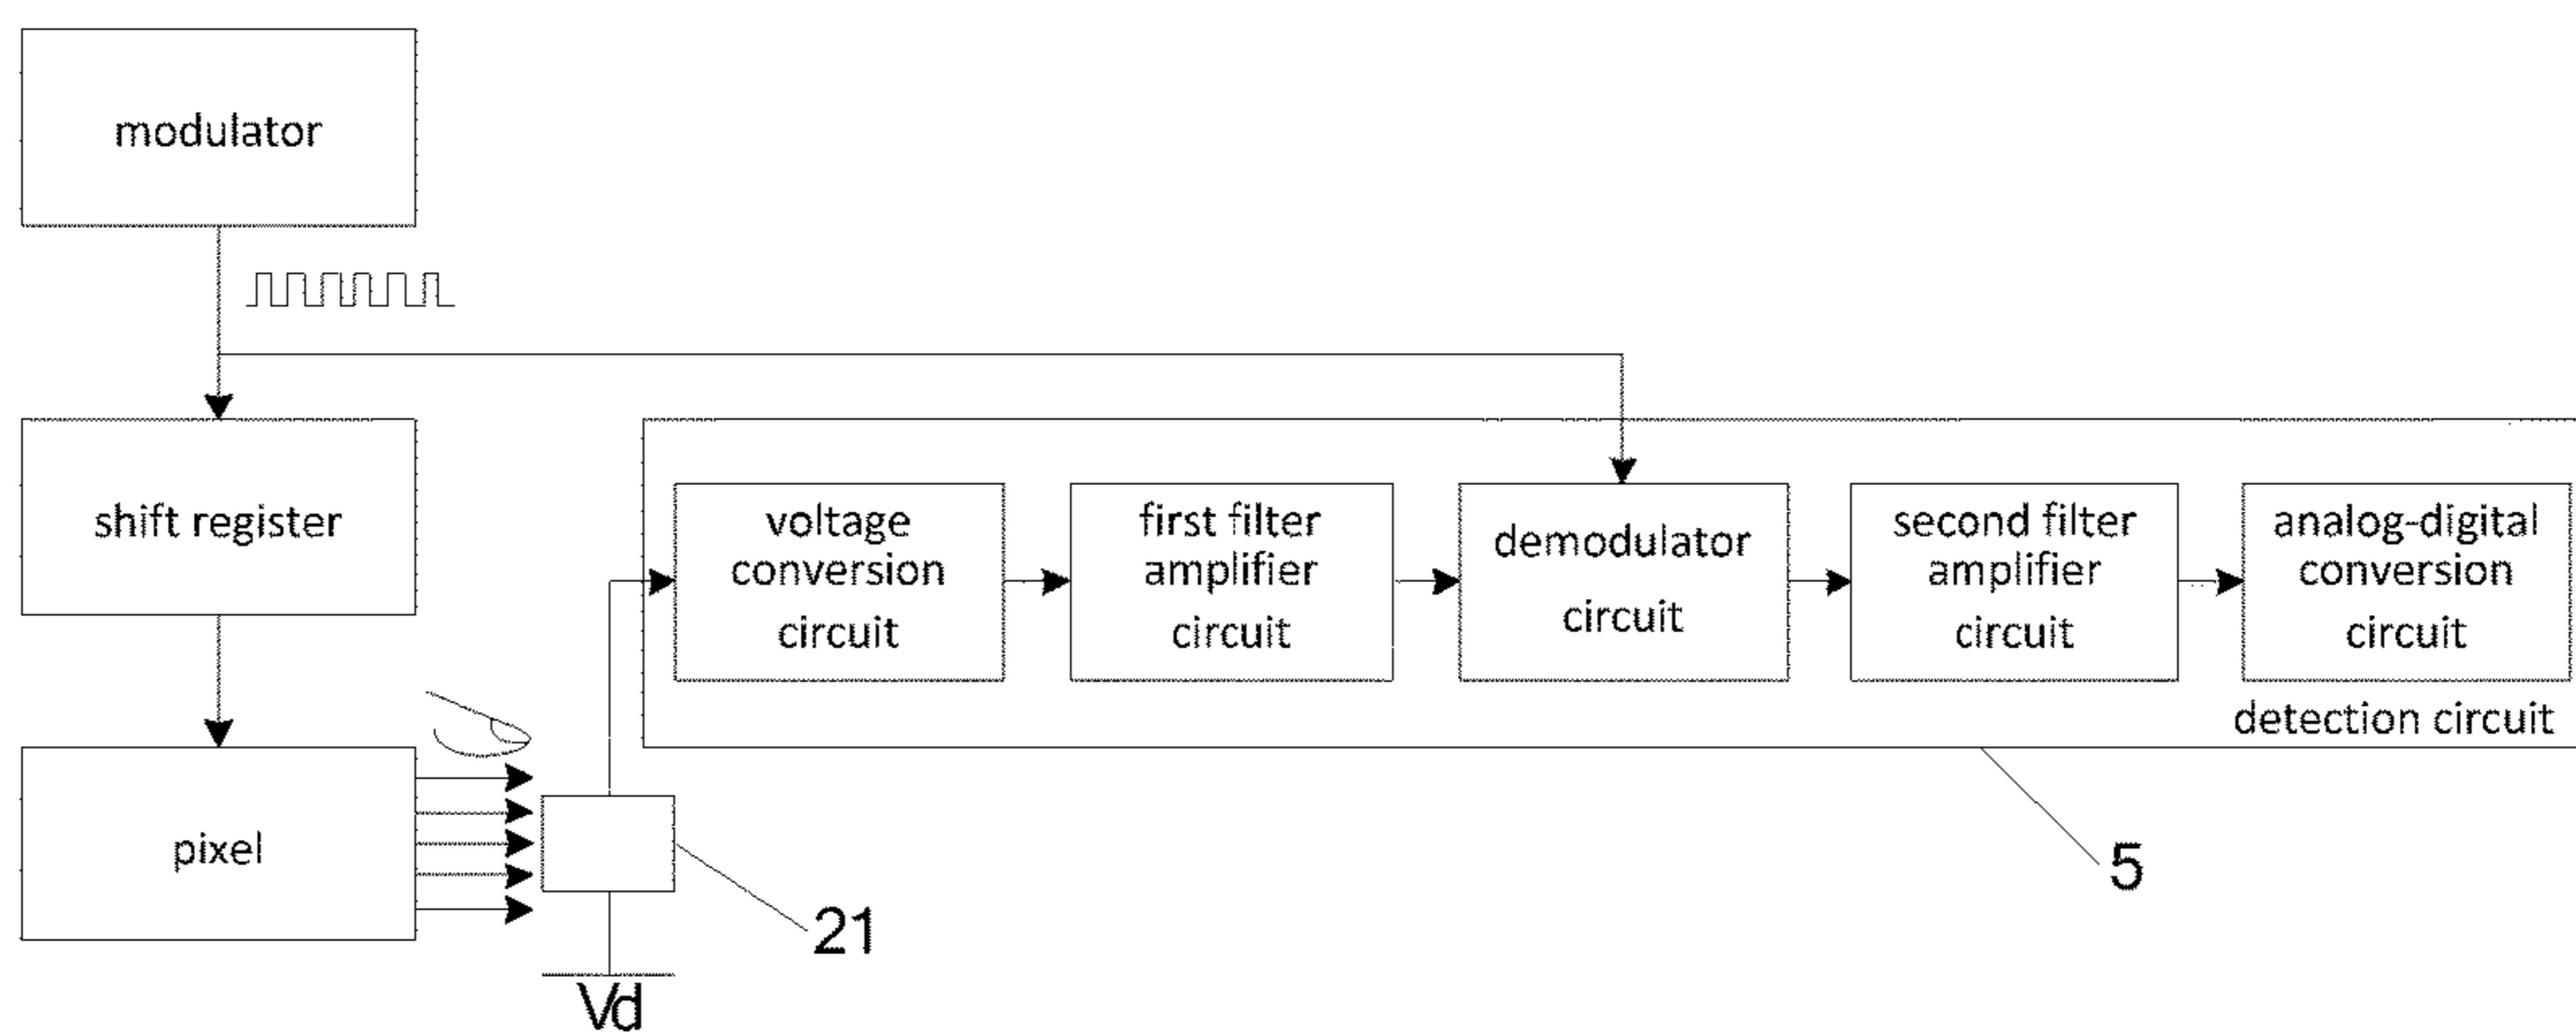 modulator
shift register
voltage
conversion
circuit
first filter
amplifier
circuit
demodulator
circuit
second filter
amplifier
circuit
analog-digital
conversion
circuit
detection circuit
pixel
5
21
Vd